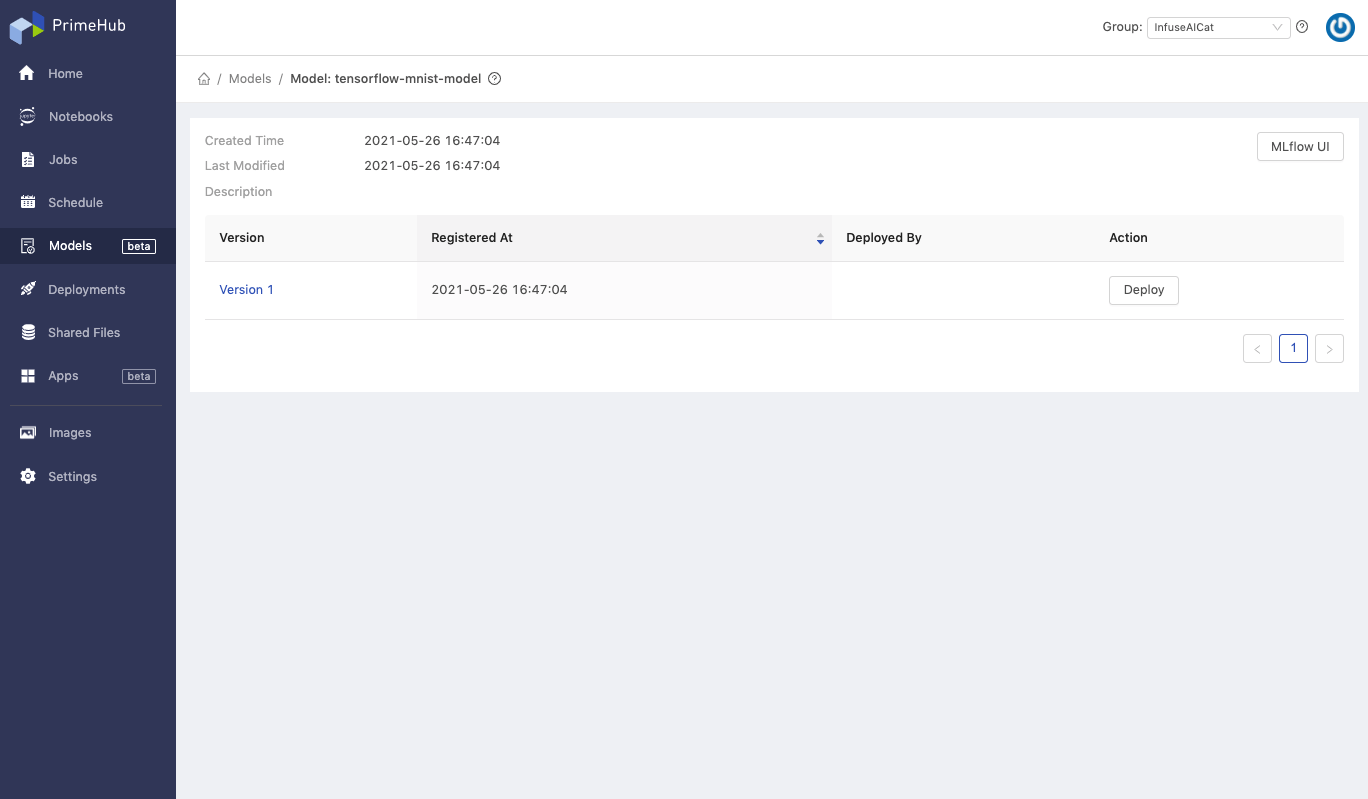 PrimeHub
Group: InfuseAICat
Home
Notebooks
Jobs
Schedule
Models beta
Deployments
Shared Files
Apps beta
Images
Settings
/ Models / Model: tensorflow-mnist-model
Created Time 2021-05-26 16:47:04
MLflow UI
Last Modified 2021-05-26 16:47:04
Description
Version Registered At Deployed By Action
Version 1 2021-05-26 16:47:04 Deploy
< 1 >